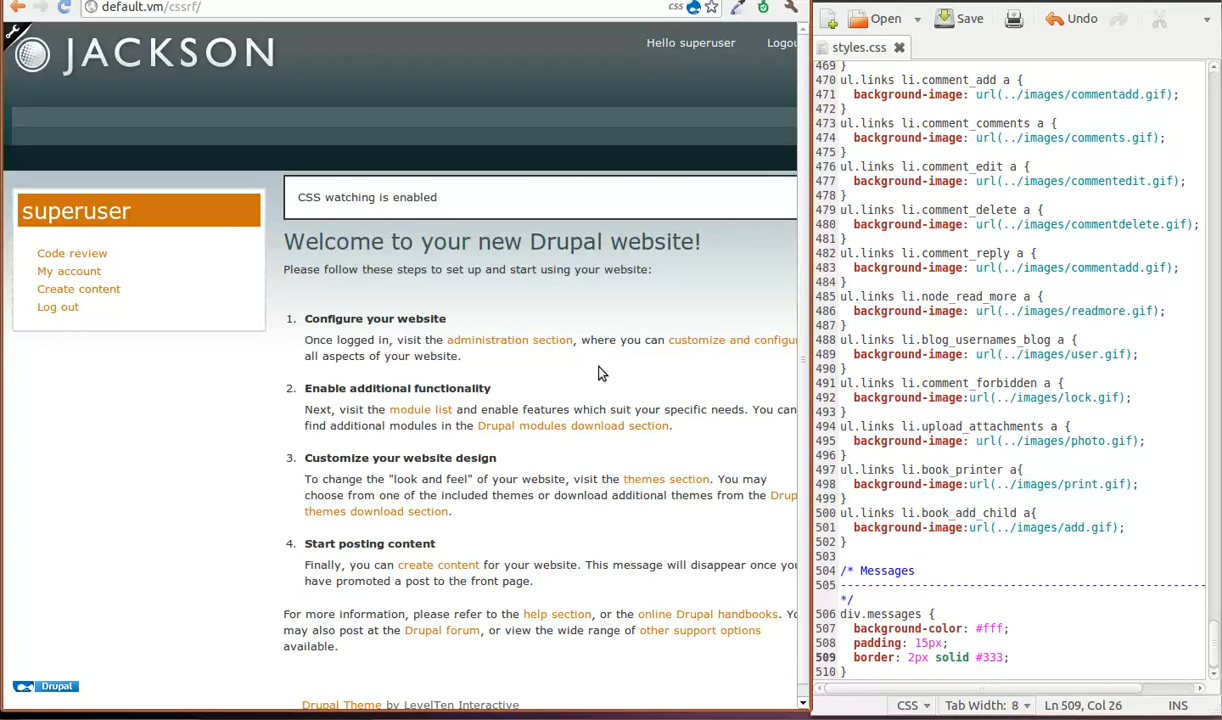 default.vm/cssrf/
css
JACKSON
Hello superuser
Logou
superuser
Code review
My account
Create content
Log out
CSS watching is enabled
Welcome to your new Drupal website!
Please follow these steps to set up and start using your website:
1. Configure your website
Once logged in, visit the administration section, where you can customize and configu
all aspects of your website.
2. Enable additional functionality
Next, visit the module list and enable features which suit your specific needs. You can
find additional modules in the Drupal modules download section.
3. Customize your website design
To change the "look and feel" of your website, visit the themes section. You may
choose from one of the included themes or download additional themes from the Drup
themes download section.
4. Start posting content
Finally, you can create content for your website. This message will disappear once you
have promoted a post to the front page.
For more information, please refer to the help section, or the online Drupal handbooks. Yo
may also post at the Drupal forum, or view the wide range of other support options
available.
Drupal
Drupal Theme by LevelTen Interactive
Open
Save
Undo
styles.css
469 }
470 ul.links li.comment_add a {
471 background-image: url(../images/commentadd.gif);
472 }
473 ul.links li.comment_comments a {
474 background-image: url(../images/comments.gif);
475 }
476 ul.links li.comment_edit a {
477 background-image: url(../images/commentedit.gif);
478 }
479 ul.links li.comment_delete a {
480 background-image: url(../images/commentdelete.gif);
481 }
482 ul.links li.comment_reply a {
483 background-image: url(../images/commentadd.gif);
484 }
485 ul.links li.node_read_more a {
486 background-image: url(../images/readmore.gif);
487 }
488 ul.links li.blog_usernames_blog a {
489 background-image: url(../images/user.gif);
490 }
491 ul.links li.comment_forbidden a {
492 background-image:url(../images/lock.gif);
493 }
494 ul.links li.upload_attachments a {
495 background-image: url(../images/photo.gif);
496 }
497 ul.links li.book_printer a{
498 background-image:url(../images/print.gif);
499 }
500 ul.links li.book_add_child a{
501 background-image:url(../images/add.gif);
502 }
503
504 /* Messages
505 --------------------------------------------------------
*/
506 div.messages {
507 background-color: #fff;
508 padding: 15px;
509 border: 2px solid #333;
510 }
CSS Tab Width: 8 Ln 509, Col 26 INS